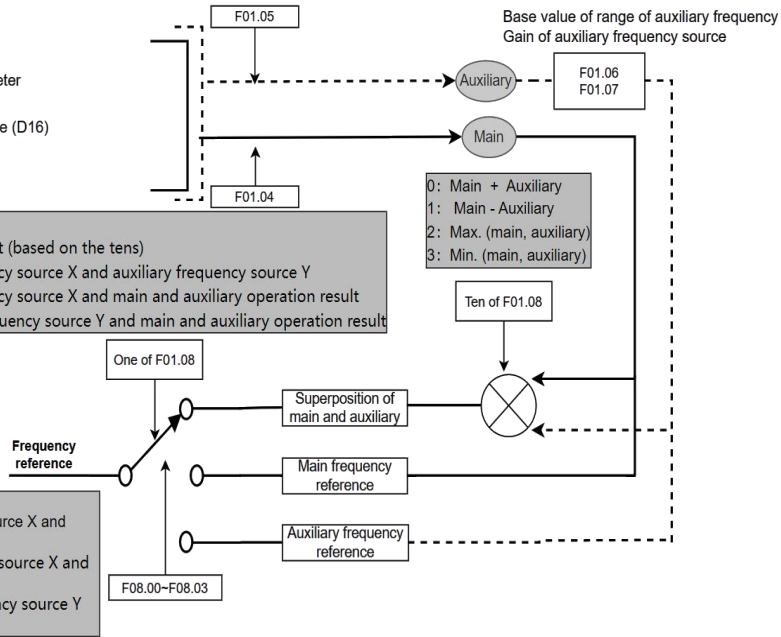 F01.05
Base value of range of auxiliary frequency
Gain of auxiliary frequency source
eter
Auxiliary
F01.06
F01.07
e (D16)
Main
F01.04
0: Main + Auxiliary
1: Main - Auxiliary
2: Max. (main, auxiliary)
3: Min. (main, auxiliary)
t (based on the tens)
cy source X and auxiliary frequency source Y
cy source X and main and auxiliary operation result
uency source Y and main and auxiliary operation result
Ten of F01.08
One of F01.08
Superposition of
main and auxiliary
Frequency
reference
Main frequency
reference
urce X and
Auxiliary frequency
reference
source X and
F08.00~F08.03
ncy source Y